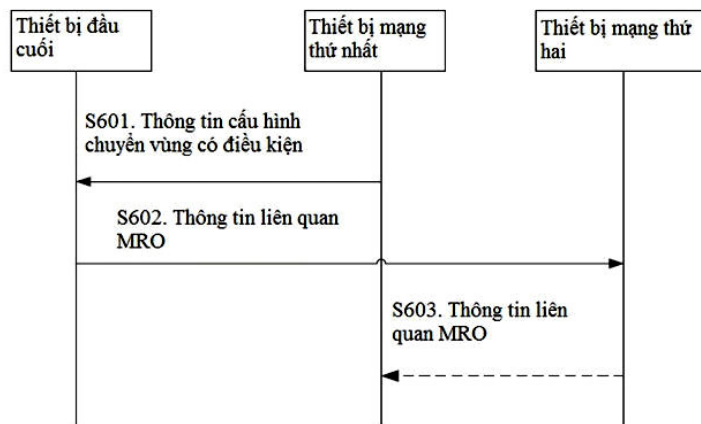 Thiết bị đầu
cuối
Thiết bị mạng
thứ nhất
Thiết bị mạng thứ
hai
S601. Thông tin cấu hình
chuyển vùng có điều kiện
S602. Thông tin liên quan
MRO
S603. Thông tin liên
quan MRO